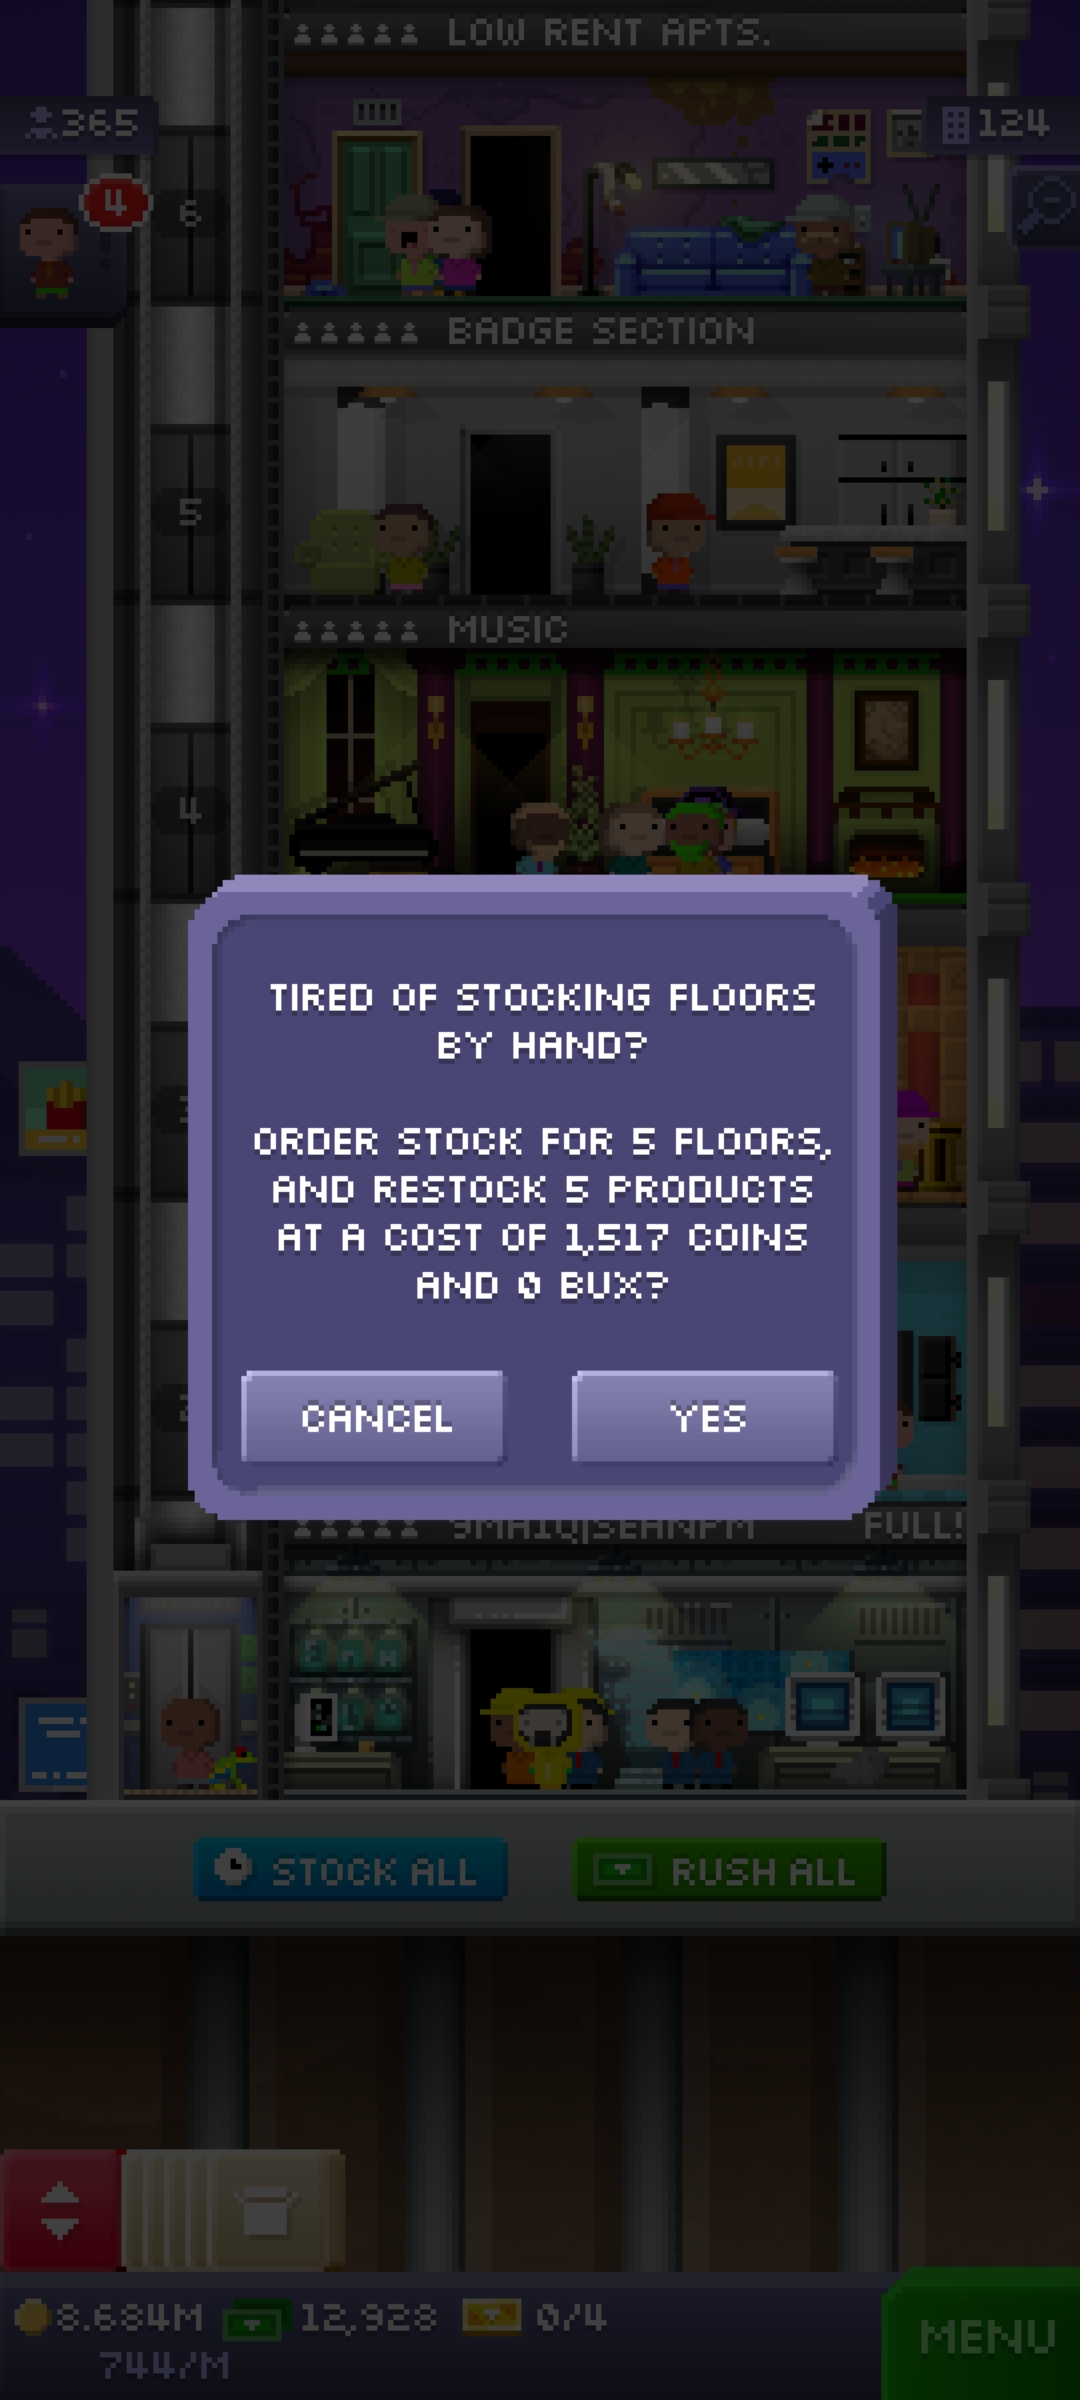 LOW RENT APTS.
365
124
4
6
BADGE SECTION
5
MUSIC
4
TIRED OF STOCKING FLOORS
BY HAND?
ORDER STOCK FOR 5 FLOORS,
AND RESTOCK 5 PRODUCTS
AT A COST OF 1,517 COINS
AND 0 BUX?
CANCEL
YES
FULL!
STOCK ALL
RUSH ALL
8.684M
12,928
0/4
744/M
MENU